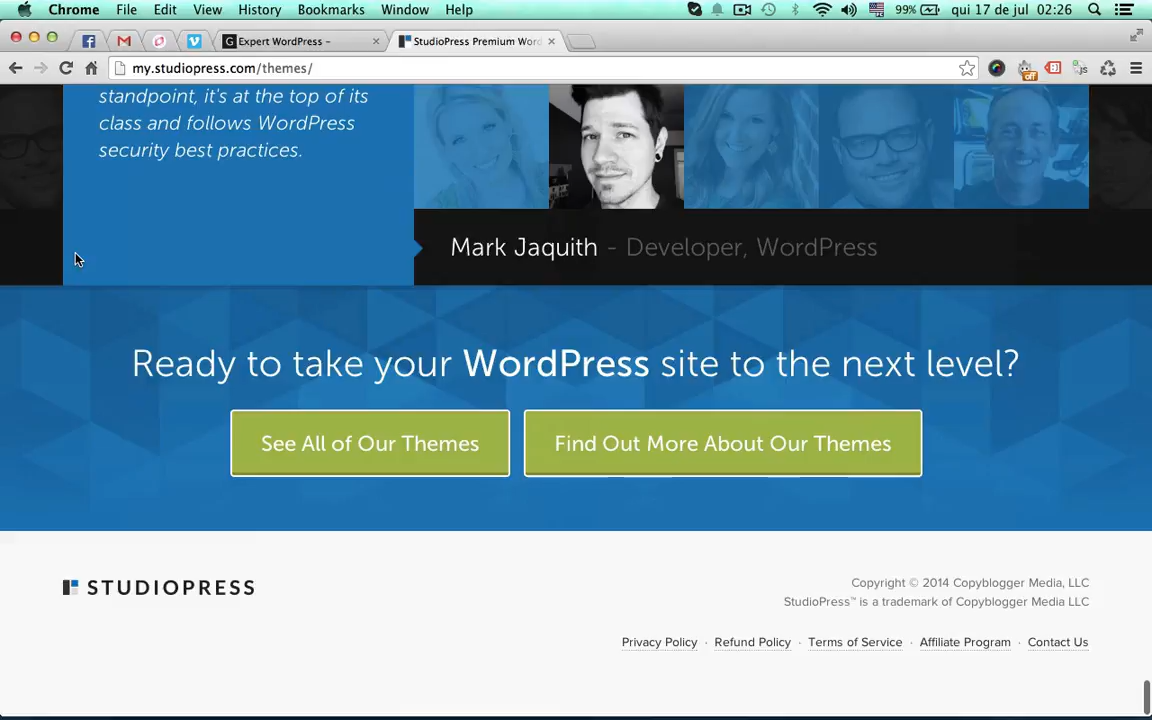 Chrome File Edit View History Bookmarks Window Help 99% qui 17 de jul 02:26
Expert WordPress – StudioPress Premium Word
my.studiopress.com/themes/
off js
standpoint, it's at the top of its
class and follows WordPress
security best practices.
Mark Jaquith - Developer, WordPress
Ready to take your WordPress site to the next level?
See All of Our Themes Find Out More About Our Themes
STUDIOPRESS
Copyright © 2014 Copyblogger Media, LLC
StudioPress™ is a trademark of Copyblogger Media LLC
Privacy Policy · Refund Policy · Terms of Service · Affiliate Program · Contact Us